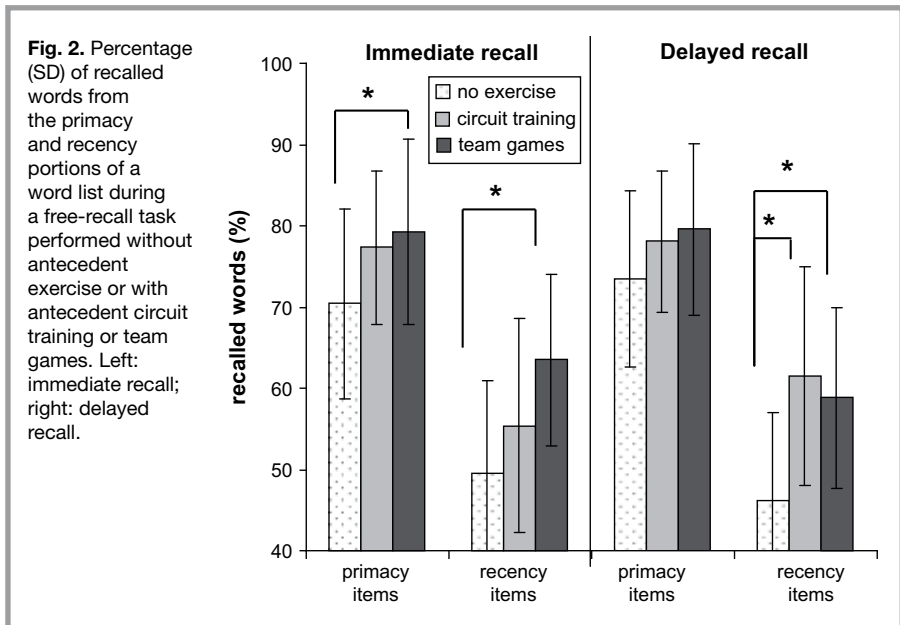 Fig. 2. Percentage
(SD) of recalled
words from
the primacy
and recency
portions of a
word list during
a free-recall task
performed without
antecedent
exercise or with
antecedent circuit
training or team
games. Left:
immediate recall;
right: delayed
recall.
Immediate recall
Delayed recall
no exercise
circuit training
team games
recalled words (%)
100
90
80
70
60
50
40
*
*
*
*
primacy
items
recency
items
primacy
items
recency
items